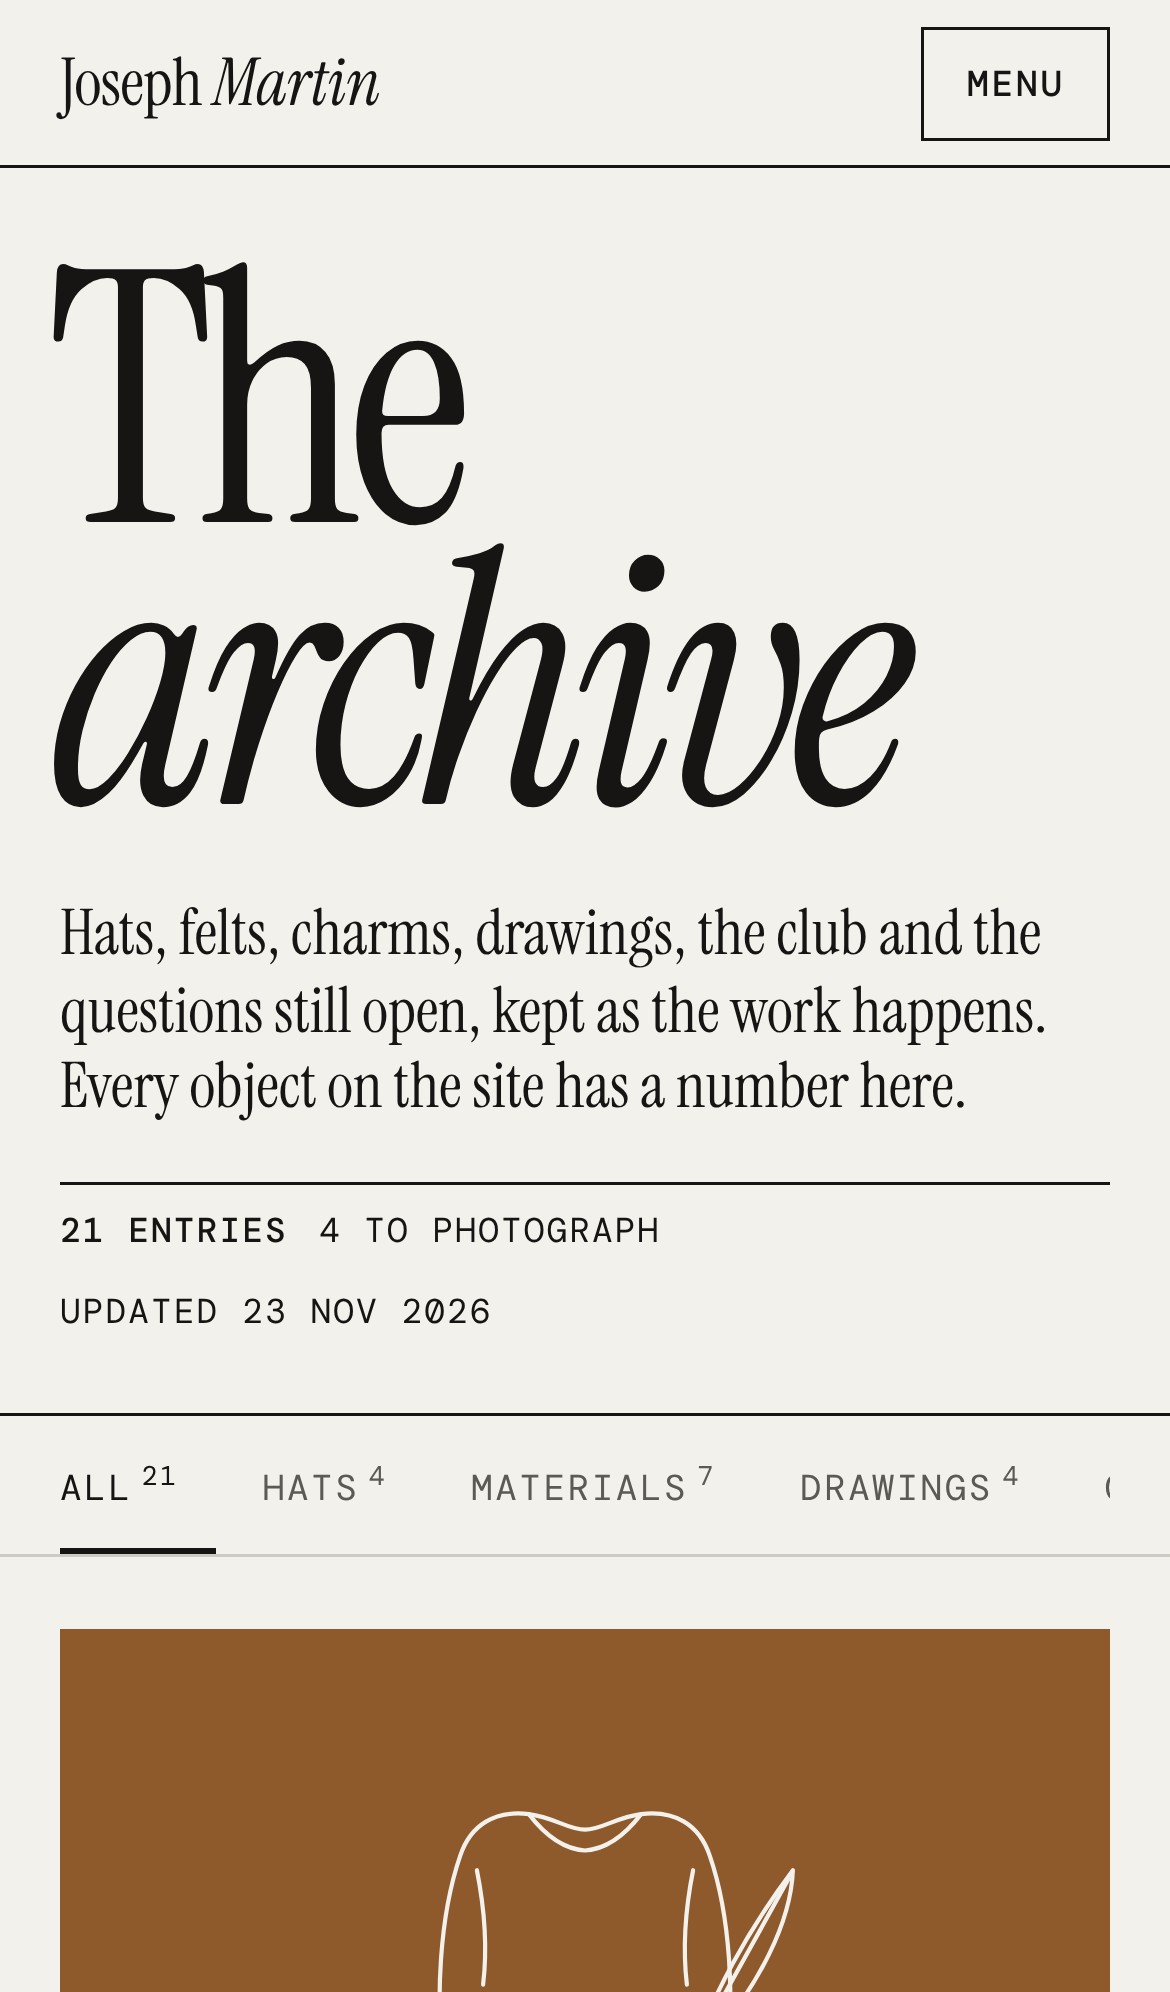 Joseph Martin
MENU
The
archive
Hats, felts, charms, drawings, the club and the
questions still open, kept as the work happens.
Every object on the site has a number here.
21 ENTRIES 4 TO PHOTOGRAPH
UPDATED 23 NOV 2026
ALL 21 HATS 4 MATERIALS 7 DRAWINGS 4